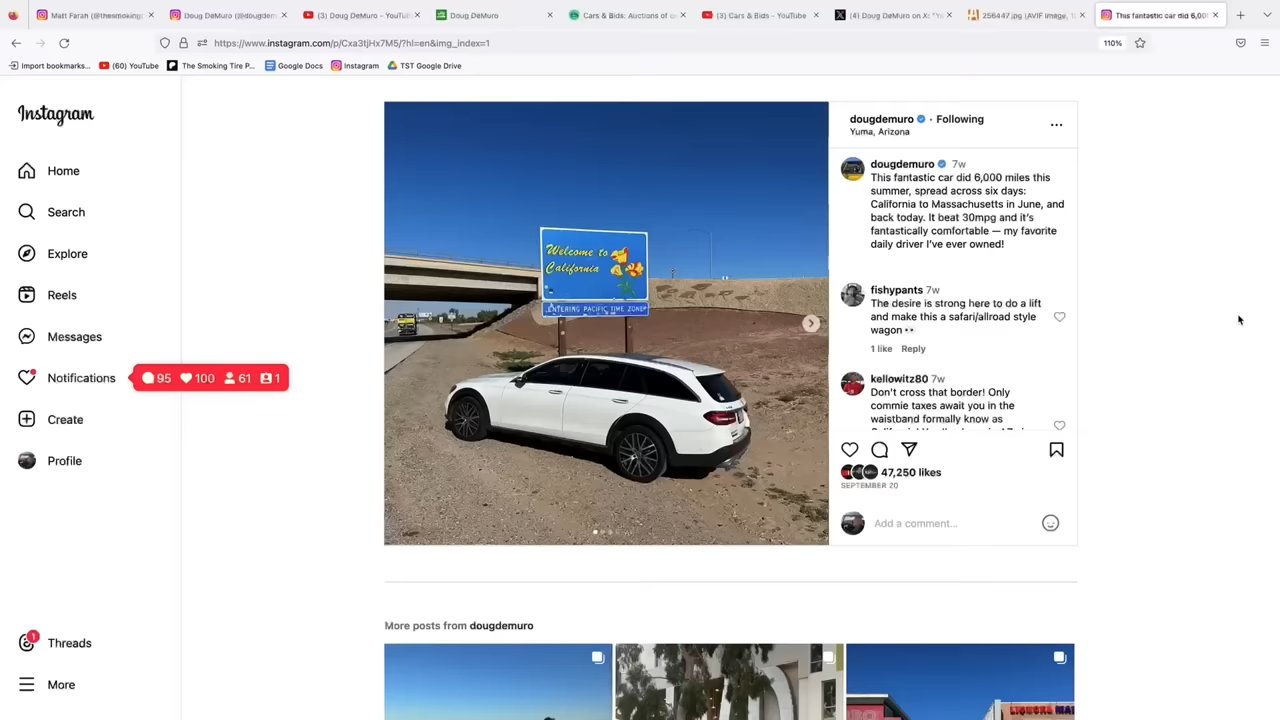 Matt Farah (@thesmoking
Doug DeMuro (@dougdem
(3) Doug DeMuro - YouTube
Doug DeMuro
Cars & Bids: Auctions of
(3) Cars & Bids - YouTube
(4) Doug DeMuro on X:
256447.jpg (AVIF Image,
This fantastic car did 6,00
https://www.instagram.com/p/Cxa3tjHx7M5/?hl=en&img_index=1
110%
Import bookmarks...
(60) YouTube
The Smoking Tire P...
Google Docs
Instagram
TST Google Drive
Instagram
Home
Search
Explore
Reels
Messages
Notifications
95 100 61 1
Create
Profile
1
Threads
More
Welcome to
California
ENTERING PACIFIC TIME ZONE
dougdemuro • Following
Yuma, Arizona
dougdemuro 7w
This fantastic car did 6,000 miles this
summer, spread across six days:
California to Massachusetts in June, and
back today. It beat 30mpg and it's
fantastically comfortable — my favorite
daily driver I've ever owned!
fishypants 7w
The desire is strong here to do a lift
and make this a safari/allroad style
wagon 👀
1 like Reply
kellowitz80 7w
Don't cross that border! Only
commie taxes await you in the
waistband formally know as
47,250 likes
SEPTEMBER 20
Add a comment...
More posts from dougdemuro
LIQUORS